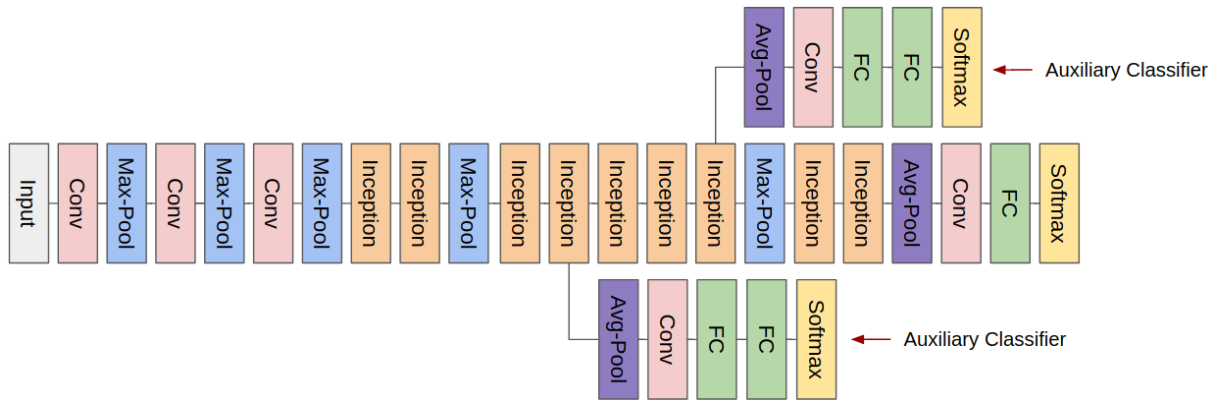 Avg-Pool
Conv
FC
FC
Softmax
Auxiliary Classifier
Input
Conv
Max-Pool
Conv
Max-Pool
Conv
Max-Pool
Inception
Inception
Max-Pool
Inception
Inception
Inception
Inception
Inception
Max-Pool
Inception
Inception
Avg-Pool
Conv
FC
Softmax
Avg-Pool
Conv
FC
FC
Softmax
Auxiliary Classifier